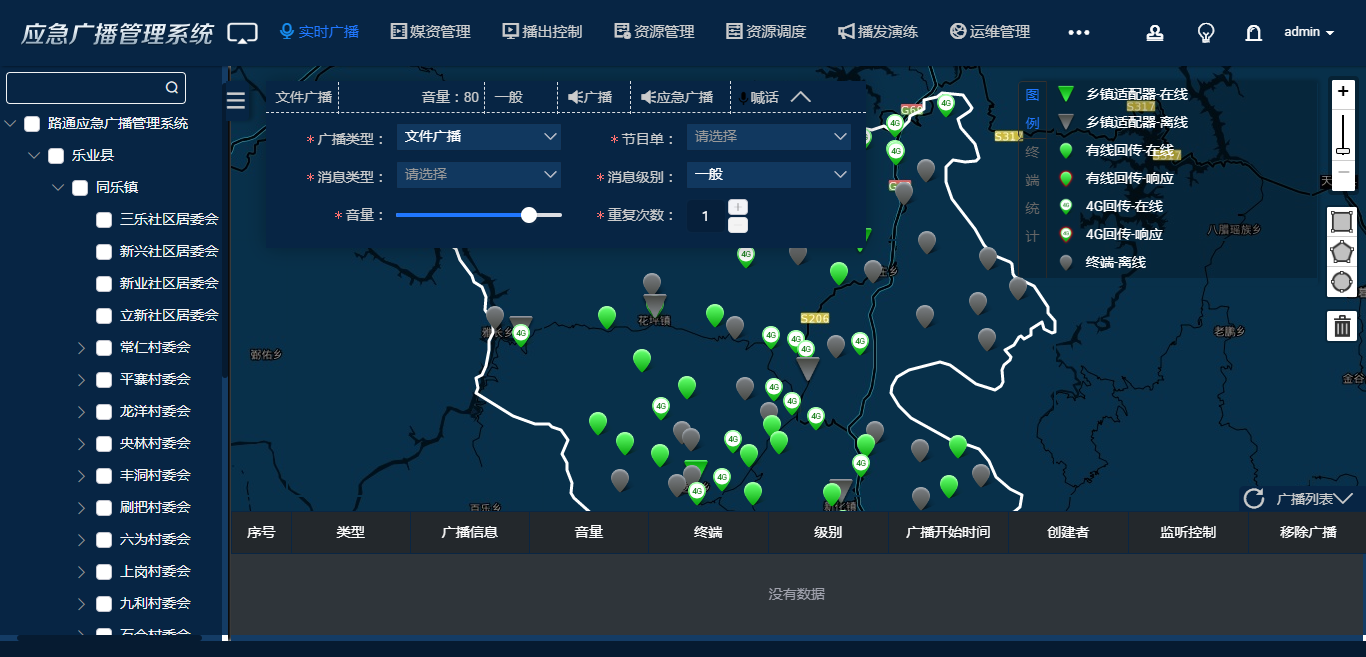 应急广播管理系统
实时广播
媒资管理
播出控制
资源管理
资源调度
播发演练
运维管理
admin
路通应急广播管理系统
乐业县
同乐镇
三乐社区居委会
新兴社区居委会
新业社区居委会
立新社区居委会
常仁村委会
平寨村委会
龙洋村委会
央林村委会
丰洞村委会
刷把村委会
六为村委会
上岗村委会
九利村委会
文件广播
音量：80
一般
广播
应急广播
喊话
*广播类型：
文件广播
*节目单：
请选择
*消息类型：
请选择
*消息级别：
一般
*音量：
*重复次数：
1
图例
终端统计
乡镇适配器-在线
乡镇适配器-离线
有线回传-在线
有线回传-响应
4G回传-在线
4G回传-响应
终端-离线
S317
S317
S206
花坪镇
弼佑乡
八腊瑶族乡
老鹏乡
百乐乡
新化镇
金谷
广播列表
序号
类型
广播信息
音量
终端
级别
广播开始时间
创建者
监听控制
移除广播
没有数据